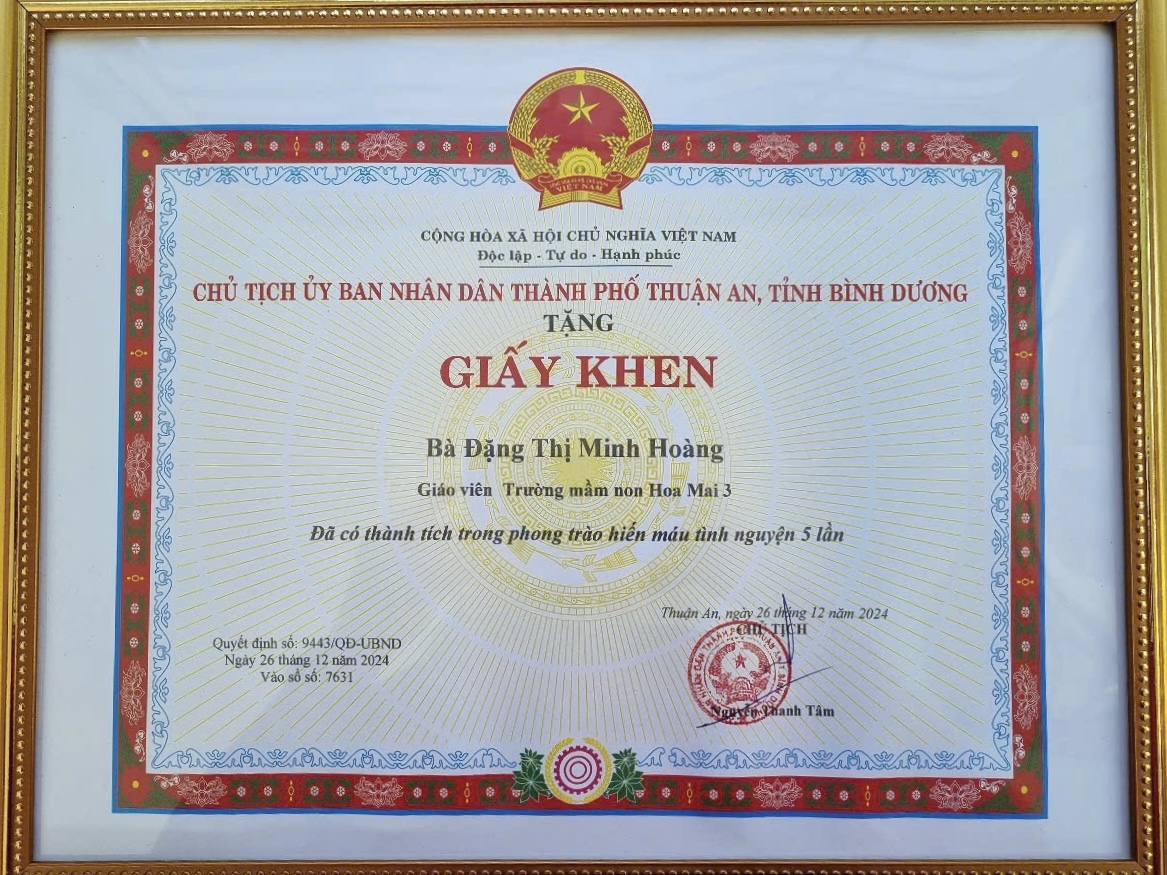 VIỆT NAM
CỘNG HÒA XÃ HỘI CHỦ NGHĨA VIỆT NAM
Độc lập - Tự do - Hạnh phúc
CHỦ TỊCH ỦY BAN NHÂN DÂN THÀNH PHỐ THUẬN AN, TỈNH BÌNH DƯƠNG
TẶNG
GIẤY KHEN
Bà Đặng Thị Minh Hoàng
Giáo viên Trường mầm non Hoa Mai 3
Đã có thành tích trong phong trào hiến máu tình nguyện 5 lần
Thuận An, ngày 26 tháng 12 năm 2024
CHỦ TỊCH
Quyết định số: 9443/QĐ-UBND
Ngày 26 tháng 12 năm 2024
Vào sổ số: 7631
Nguyễn Thanh Tâm